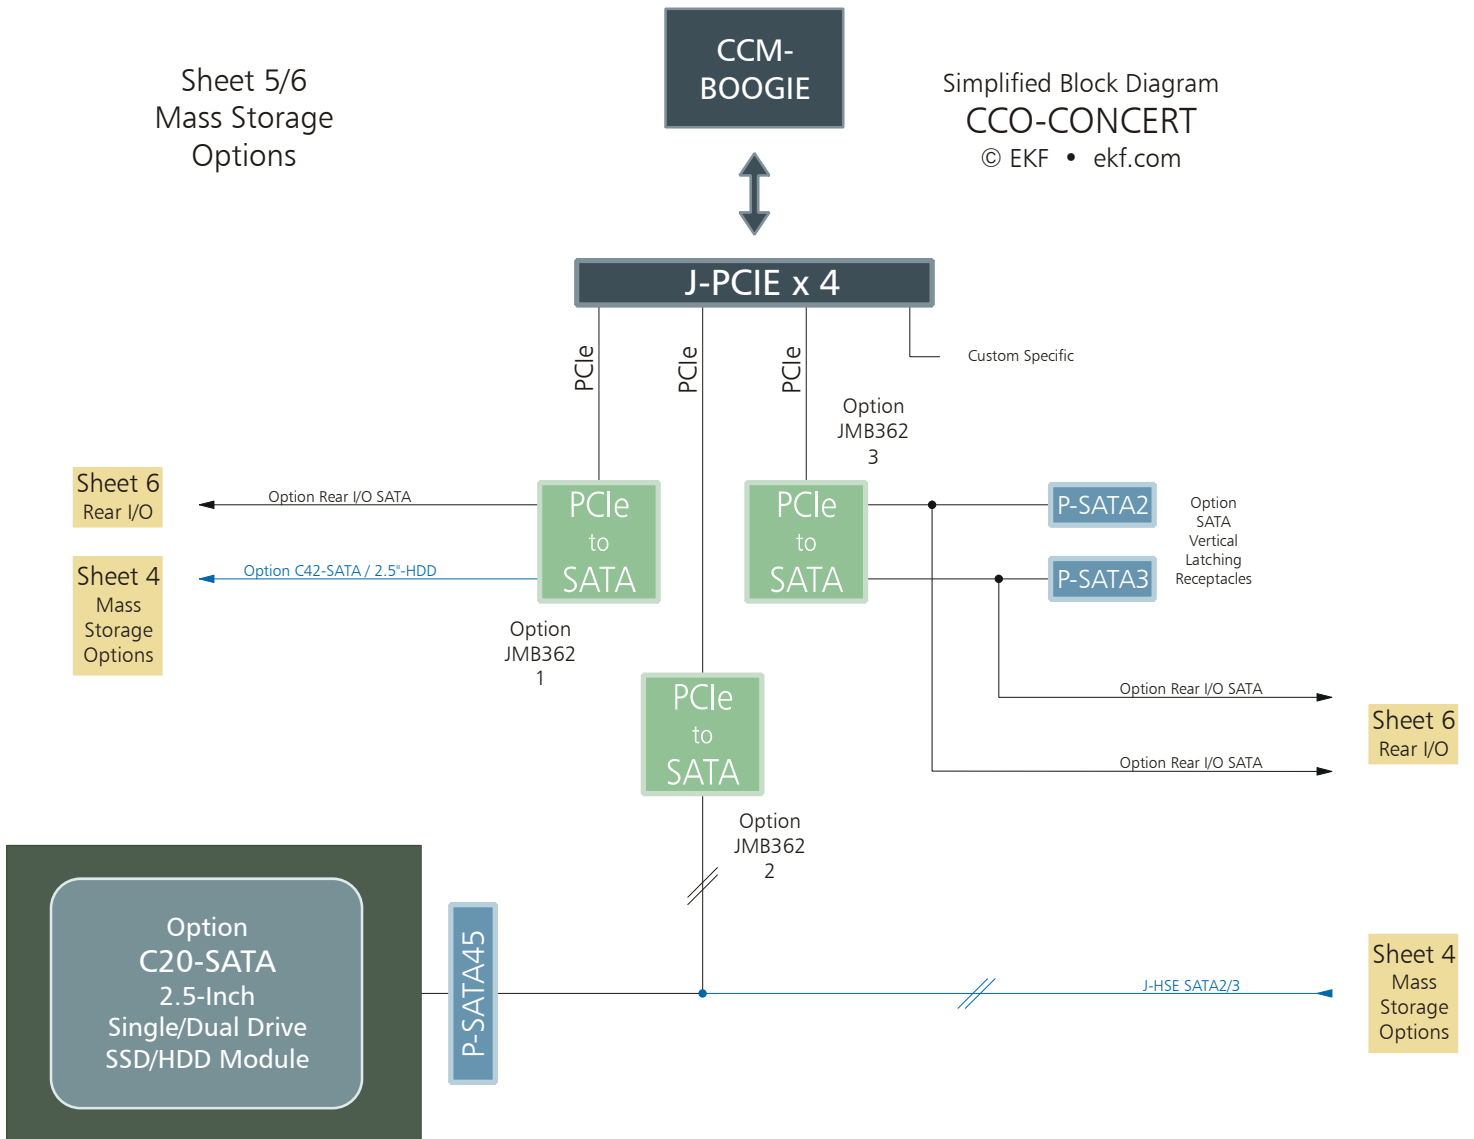 Sheet 5/6
Mass Storage
Options
CCM-
BOOGIE
Simplified Block Diagram
CCO-CONCERT
© EKF • ekf.com
J-PCIE x 4
PCIe
PCIe
PCIe
Custom Specific
Option
JMB362
3
Sheet 6
Rear I/O
Option Rear I/O SATA
PCIe
to
SATA
PCIe
to
SATA
P-SATA2
P-SATA3
Option
SATA
Vertical
Latching
Receptacles
Sheet 4
Mass
Storage
Options
Option C42-SATA / 2.5"-HDD
Option
JMB362
1
PCIe
to
SATA
Option Rear I/O SATA
Option Rear I/O SATA
Sheet 6
Rear I/O
Option
JMB362
2
Option
C20-SATA
2.5-Inch
Single/Dual Drive
SSD/HDD Module
P-SATA45
J-HSE SATA2/3
Sheet 4
Mass
Storage
Options